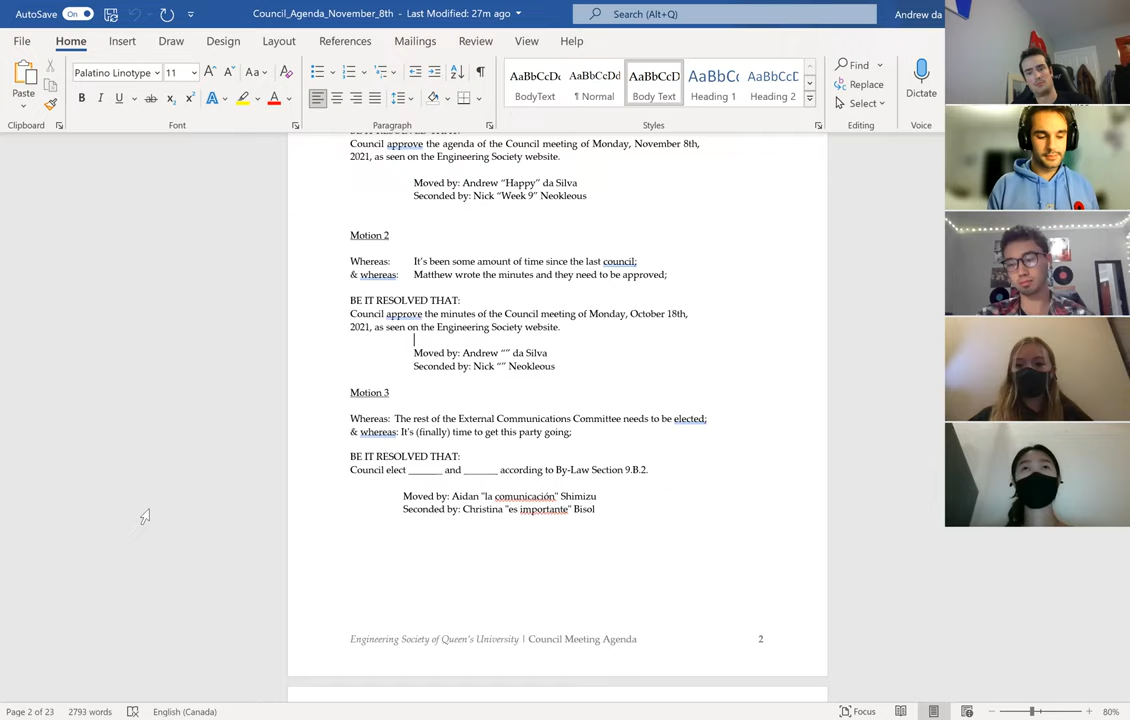 AutoSave On Council_Agenda_November_8th - Last Modified: 27m ago Search (Alt+Q) Andrew da
File Home Insert Draw Design Layout References Mailings Review View Help
Paste
Clipboard
Palatino Linotype 11
Font
Paragraph
AaBbCcDc AaBbCcDd AaBbCcD AaBbCc AaBbCcD
BodyText ¶ Normal Body Text Heading 1 Heading 2
Styles
Find
Replace
Select
Editing
Dictate
Voice
BE IT RESOLVED THAT:
Council approve the agenda of the Council meeting of Monday, November 8th,
2021, as seen on the Engineering Society website.
Moved by: Andrew “Happy” da Silva
Seconded by: Nick “Week 9” Neokleous
Motion 2
Whereas: It’s been some amount of time since the last council;
& whereas: Matthew wrote the minutes and they need to be approved;
BE IT RESOLVED THAT:
Council approve the minutes of the Council meeting of Monday, October 18th,
2021, as seen on the Engineering Society website.
Moved by: Andrew “” da Silva
Seconded by: Nick “” Neokleous
Motion 3
Whereas: The rest of the External Communications Committee needs to be elected;
& whereas: It's (finally) time to get this party going;
BE IT RESOLVED THAT:
Council elect _______ and _______ according to By-Law Section 9.B.2.
Moved by: Aidan "la comunicación" Shimizu
Seconded by: Christina "es importante" Bisol
Engineering Society of Queen's University | Council Meeting Agenda 2
Page 2 of 23 2793 words English (Canada) Focus 80%